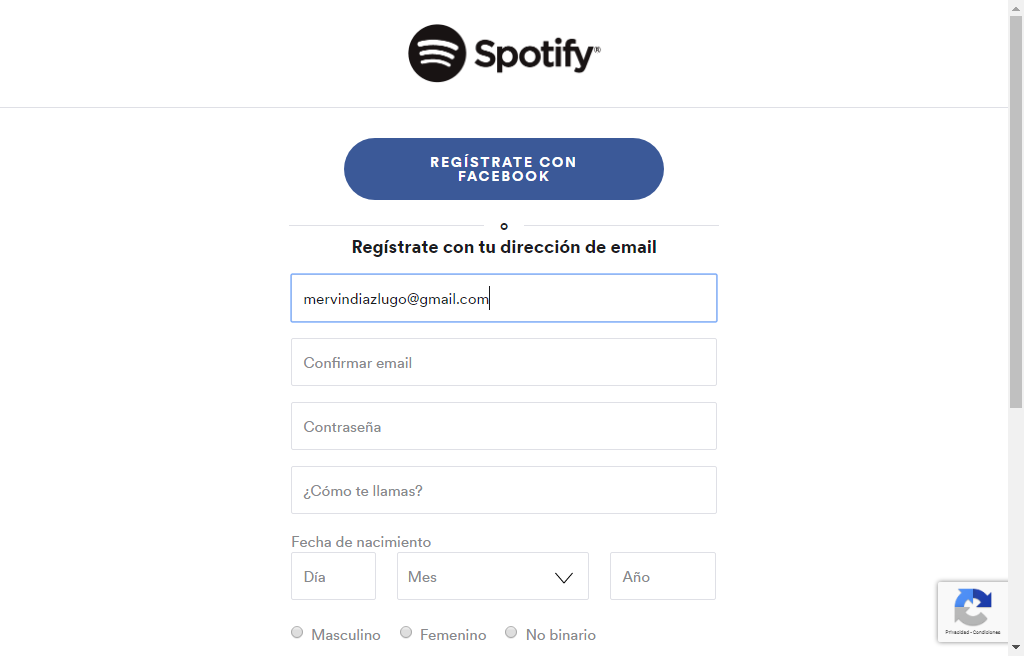 Spotify®
REGÍSTRATE CON
FACEBOOK
o
Regístrate con tu dirección de email
mervindiazlugo@gmail.com
Confirmar email
Contraseña
¿Cómo te llamas?
Fecha de nacimiento
Día Mes Año
Masculino Femenino No binario
Privacidad - Condiciones